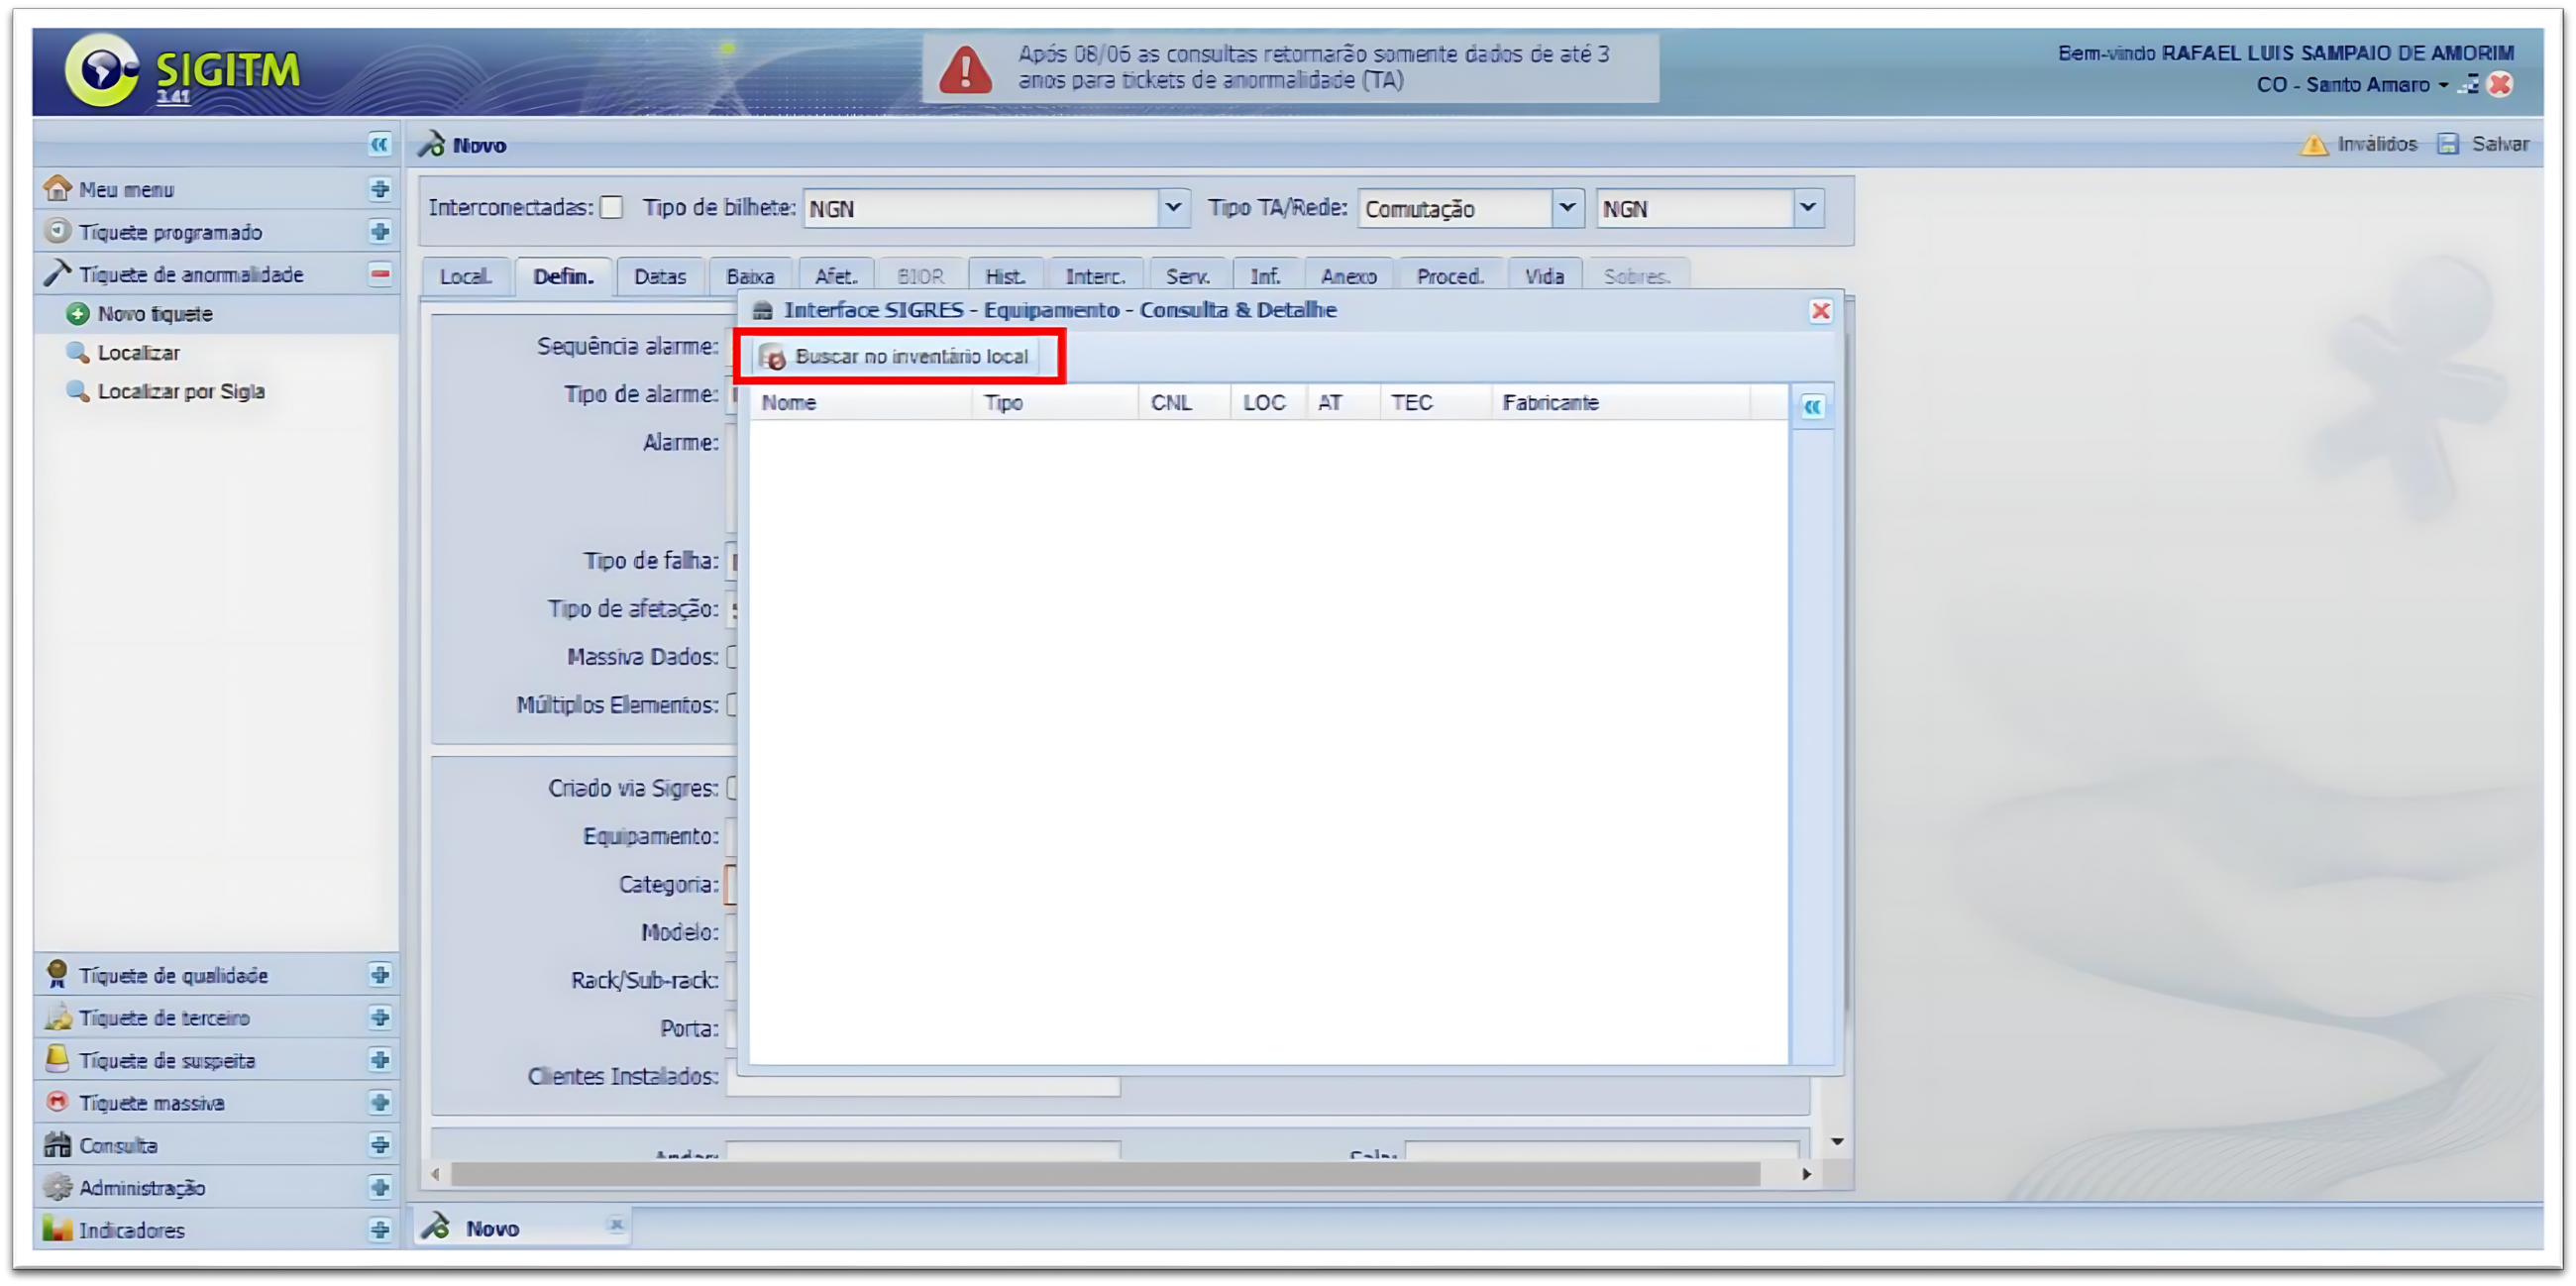 SIGITM
3.41
Após 08/06 as consultas retornarão somente dados de até 3
anos para tickets de anormalidade (TA)
Bem-vindo RAFAEL LUIS SAMPAIO DE AMORIM
CO - Santo Amaro
Novo
Inválidos Salvar
Meu menu
Tíquete programado
Tíquete de anormalidade
Novo tíquete
Localizar
Localizar por Sigla
Tíquete de qualidade
Tíquete de terceiro
Tíquete de suspeita
Tíquete massiva
Consulta
Administração
Indicadores
Interconectadas: Tipo de bilhete: NGN Tipo TA/Rede: Comutação NGN
Local. Defin. Datas Baixa Afet. BIOR Hist. Interc. Serv. Inf. Anexo Proced. Vida Sobres.
Interface SIGRES - Equipamento - Consulta & Detalhe
Buscar no inventário local
Nome Tipo CNL LOC AT TEC Fabricante
Sequência alarme:
Tipo de alarme:
Alarme:
Tipo de falha:
Tipo de afetação:
Massiva Dados:
Múltiplos Elementos:
Criado via Sigres:
Equipamento:
Categoria:
Modelo:
Rack/Sub-rack:
Porta:
Clientes Instalados:
Andar: Sala:
Novo